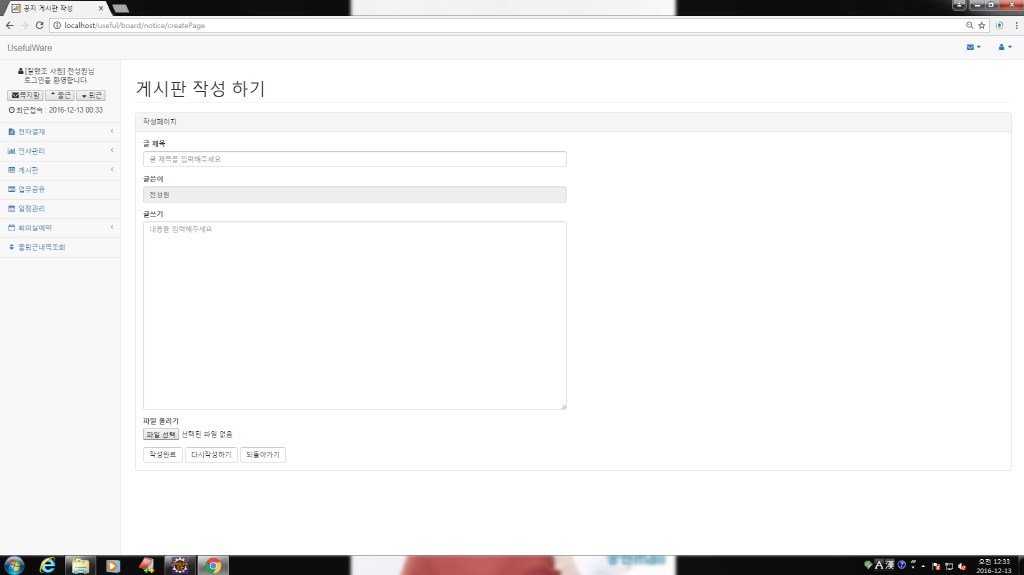 공지 게시판 작성
localhost/useful/board/notice/createPage
UsefulWare
[잘했조 사원] 전성원님
로그인을 환영합니다.
쪽지함 출근 퇴근
최근접속 : 2016-12-13 00:33
전자결재
인사관리
게시판
업무공유
일정관리
회의실예약
출퇴근내역조회
게시판 작성 하기
작성페이지
글 제목
글 제목을 입력해주세요
글쓴이
전성원
글쓰기
내용을 입력해주세요
파일 올리기
파일 선택 선택된 파일 없음
작성완료 다시작성하기 되돌아가기
A 漢
오전 12:33
2016-12-13